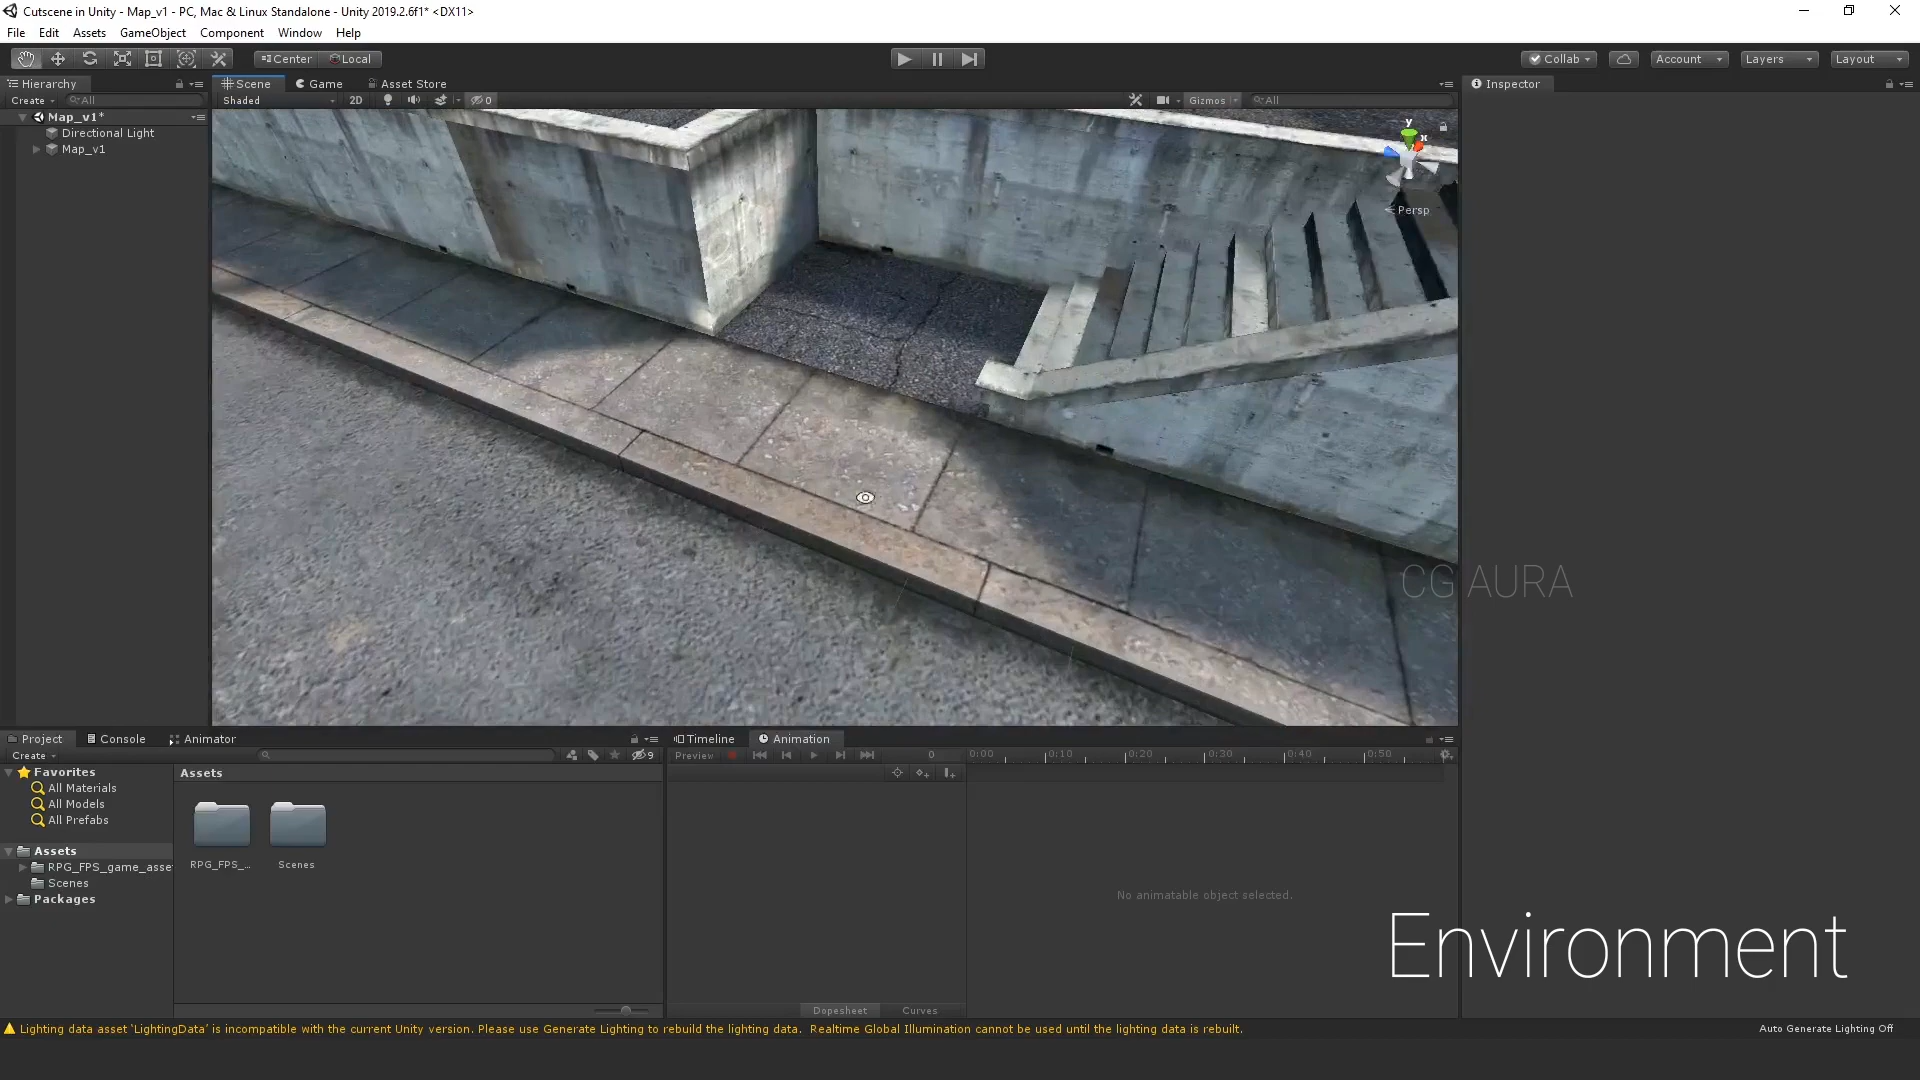 Cutscene in Unity - Map_v1 - PC, Mac & Linux Standalone - Unity 2019.2.6f1* <DX11>
File Edit Assets GameObject Component Window Help
Center Local
Collab Account Layers Layout
Hierarchy
Scene Game Asset Store
Inspector
Create All
Shaded 2D 0 Gizmos All
Map_v1*
Directional Light
Map_v1
y
x
Persp
CG AURA
Project Console Animator
Timeline Animation
Create
9
Preview 0 0:00 0:10 0:20 0:30 0:40 0:50
Favorites
All Materials
All Models
All Prefabs
Assets
RPG_FPS_game_asse
Scenes
Packages
Assets
RPG_FPS_...
Scenes
No animatable object selected.
Environment
Dopesheet Curves
Lighting data asset 'LightingData' is incompatible with the current Unity version. Please use Generate Lighting to rebuild the lighting data. Realtime Global Illumination cannot be used until the lighting data is rebuilt.
Auto Generate Lighting Off